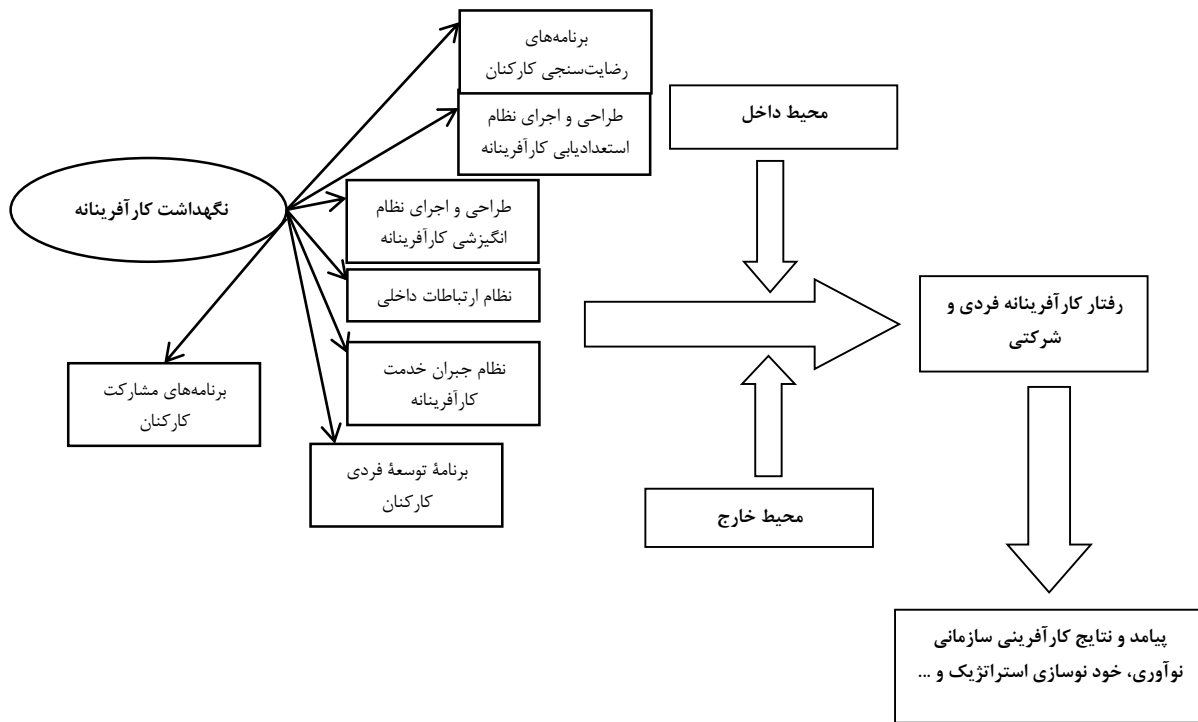 برنامه‌های
رضایت‌سنجی کارکنان
طراحی و اجرای نظام
استعدادیابی کارآفرینانه
محیط داخل
نگهداشت کارآفرینانه
طراحی و اجرای نظام
انگیزشی کارآفرینانه
نظام ارتباطات داخلی
رفتار کارآفرینانه فردی و
شرکتی
نظام جبران خدمت
کارآفرینانه
برنامه‌های مشارکت
کارکنان
برنامۀ توسعۀ فردی
کارکنان
محیط خارج
پیامد و نتایج کارآفرینی سازمانی
نوآوری، خود نوسازی استراتژیک و ...